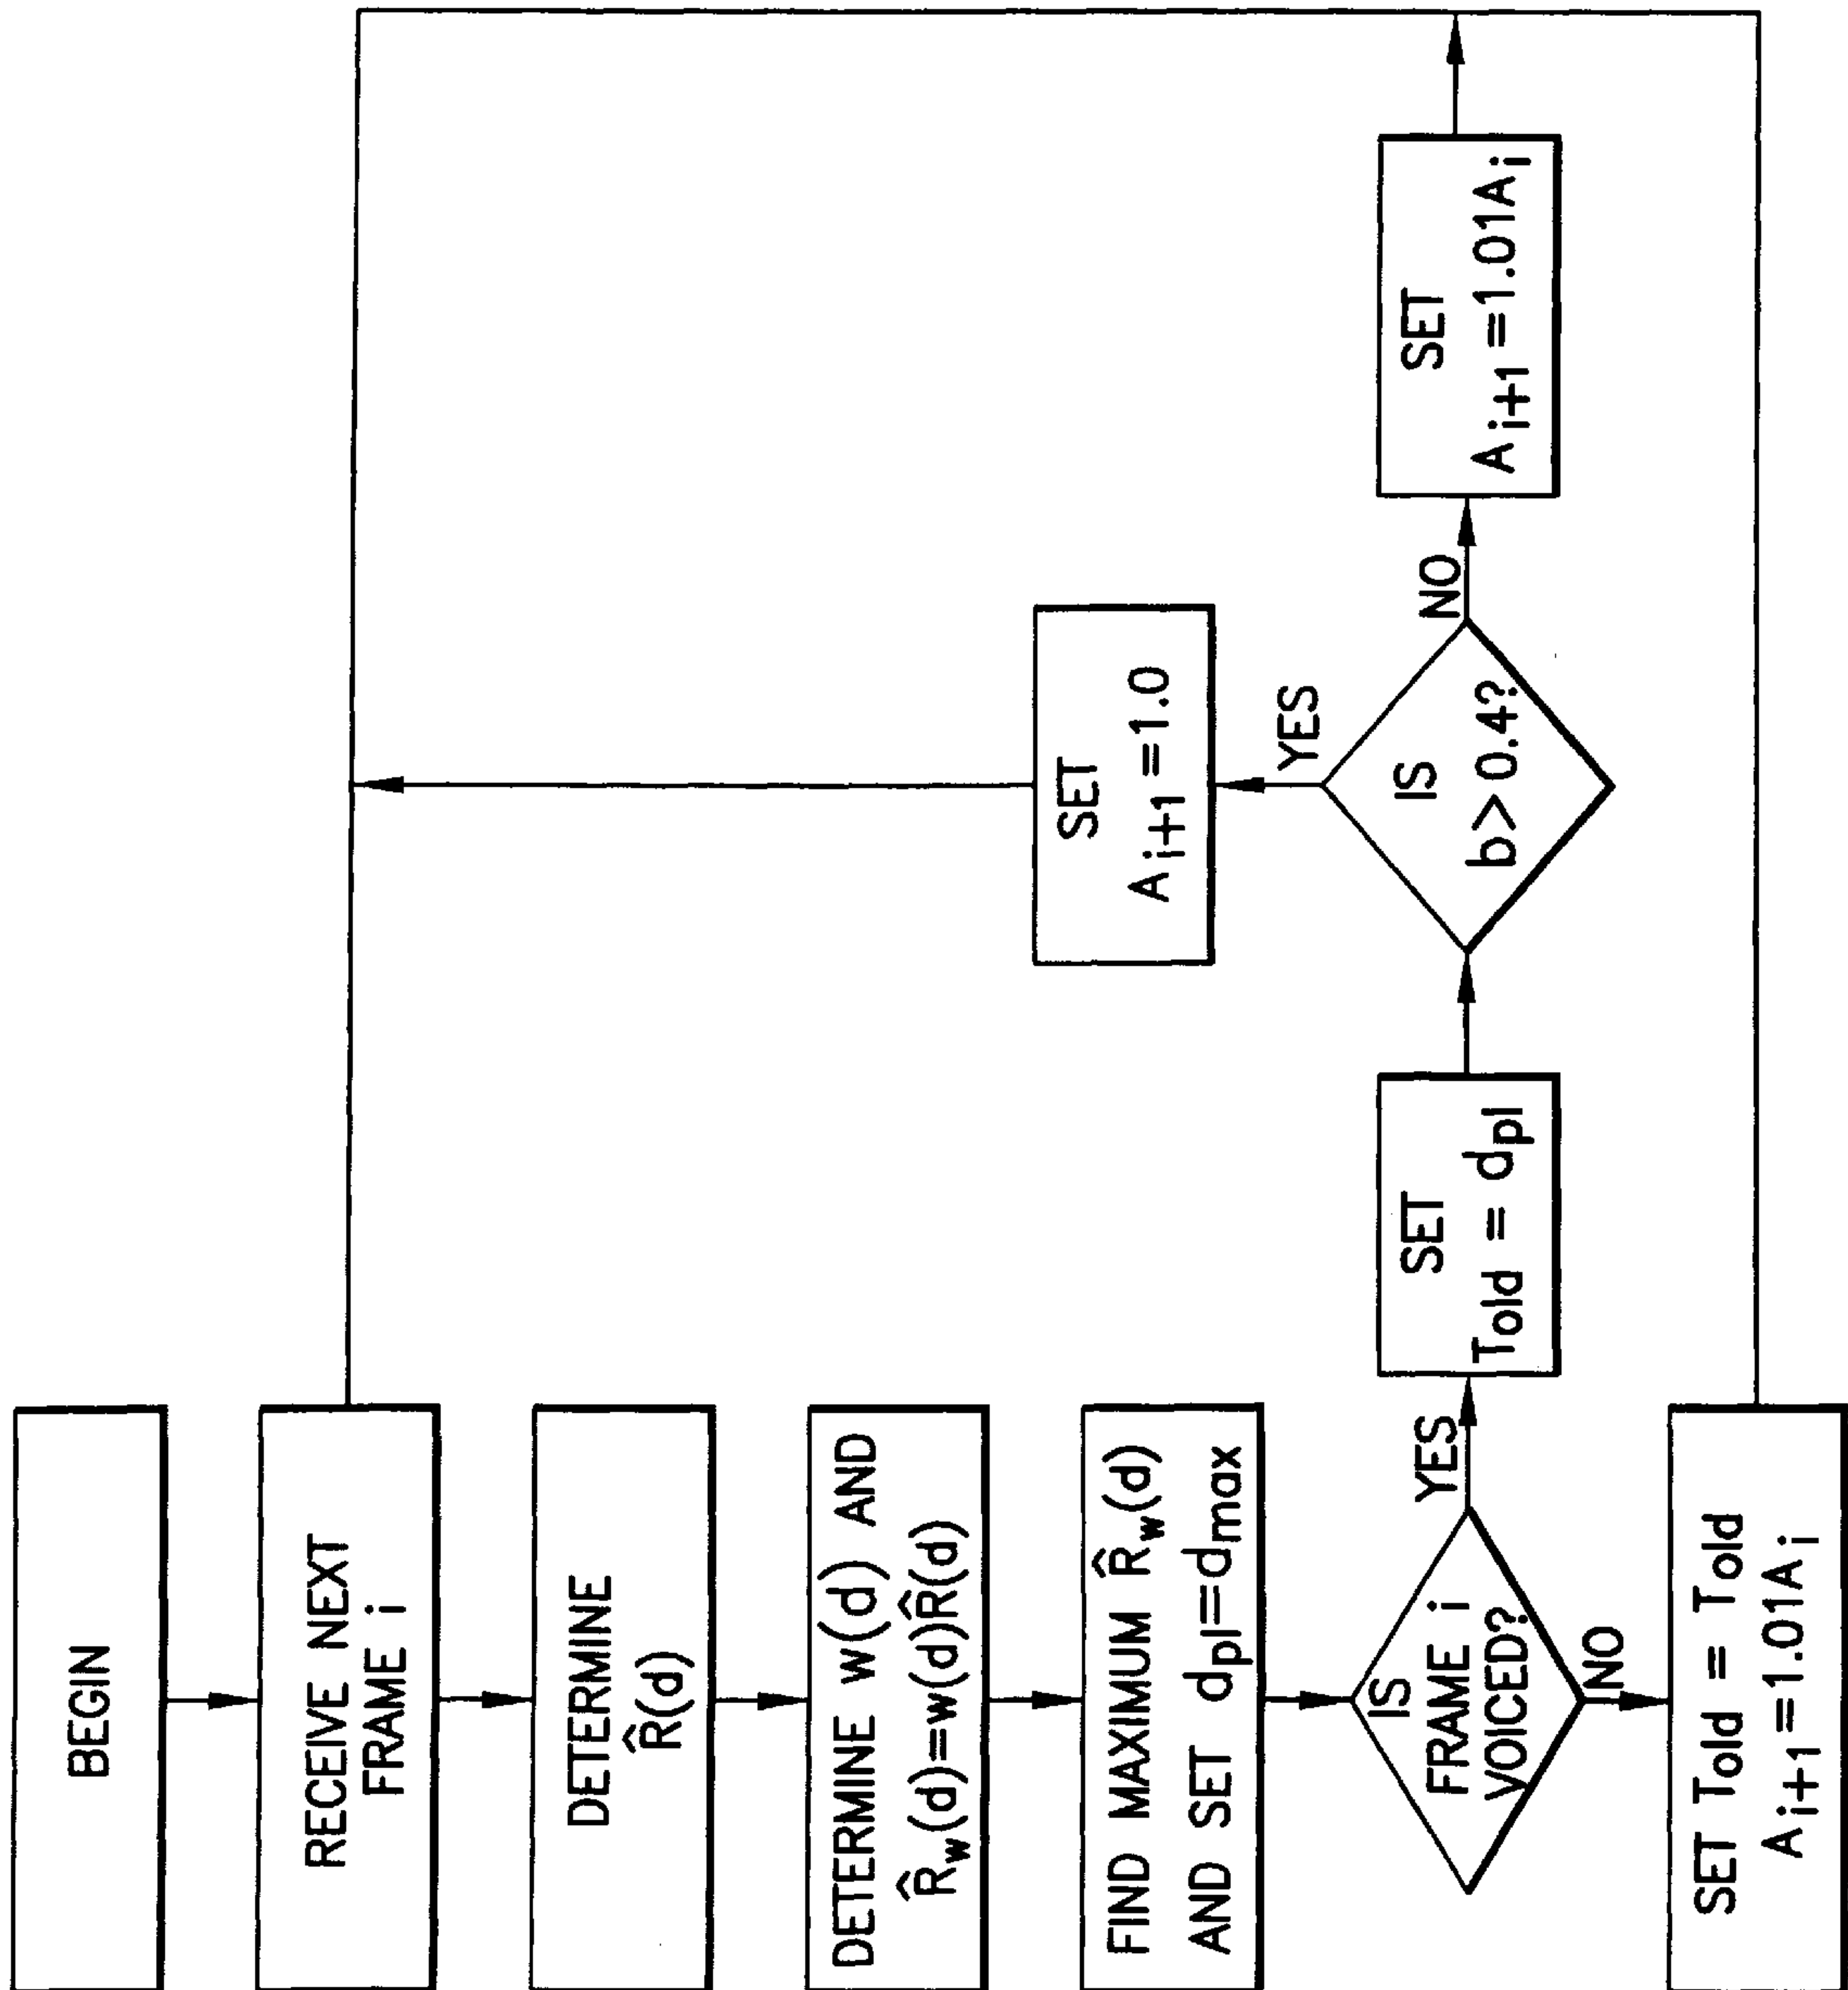 BEGIN
RECEIVE NEXT
FRAME i
DETERMINE
R̂(d)
DETERMINE w(d) AND
R̂w(d)=w(d)R̂(d)
FIND MAXIMUM R̂w(d)
AND SET dpl=dmax
IS
FRAME i
VOICED?
YES
NO
SET Told = Told
Ai+1 =1.01Ai
SET
Told = dpl
IS
b>0.4?
YES
NO
SET
Ai+1 =1.0
SET
Ai+1 =1.01Ai